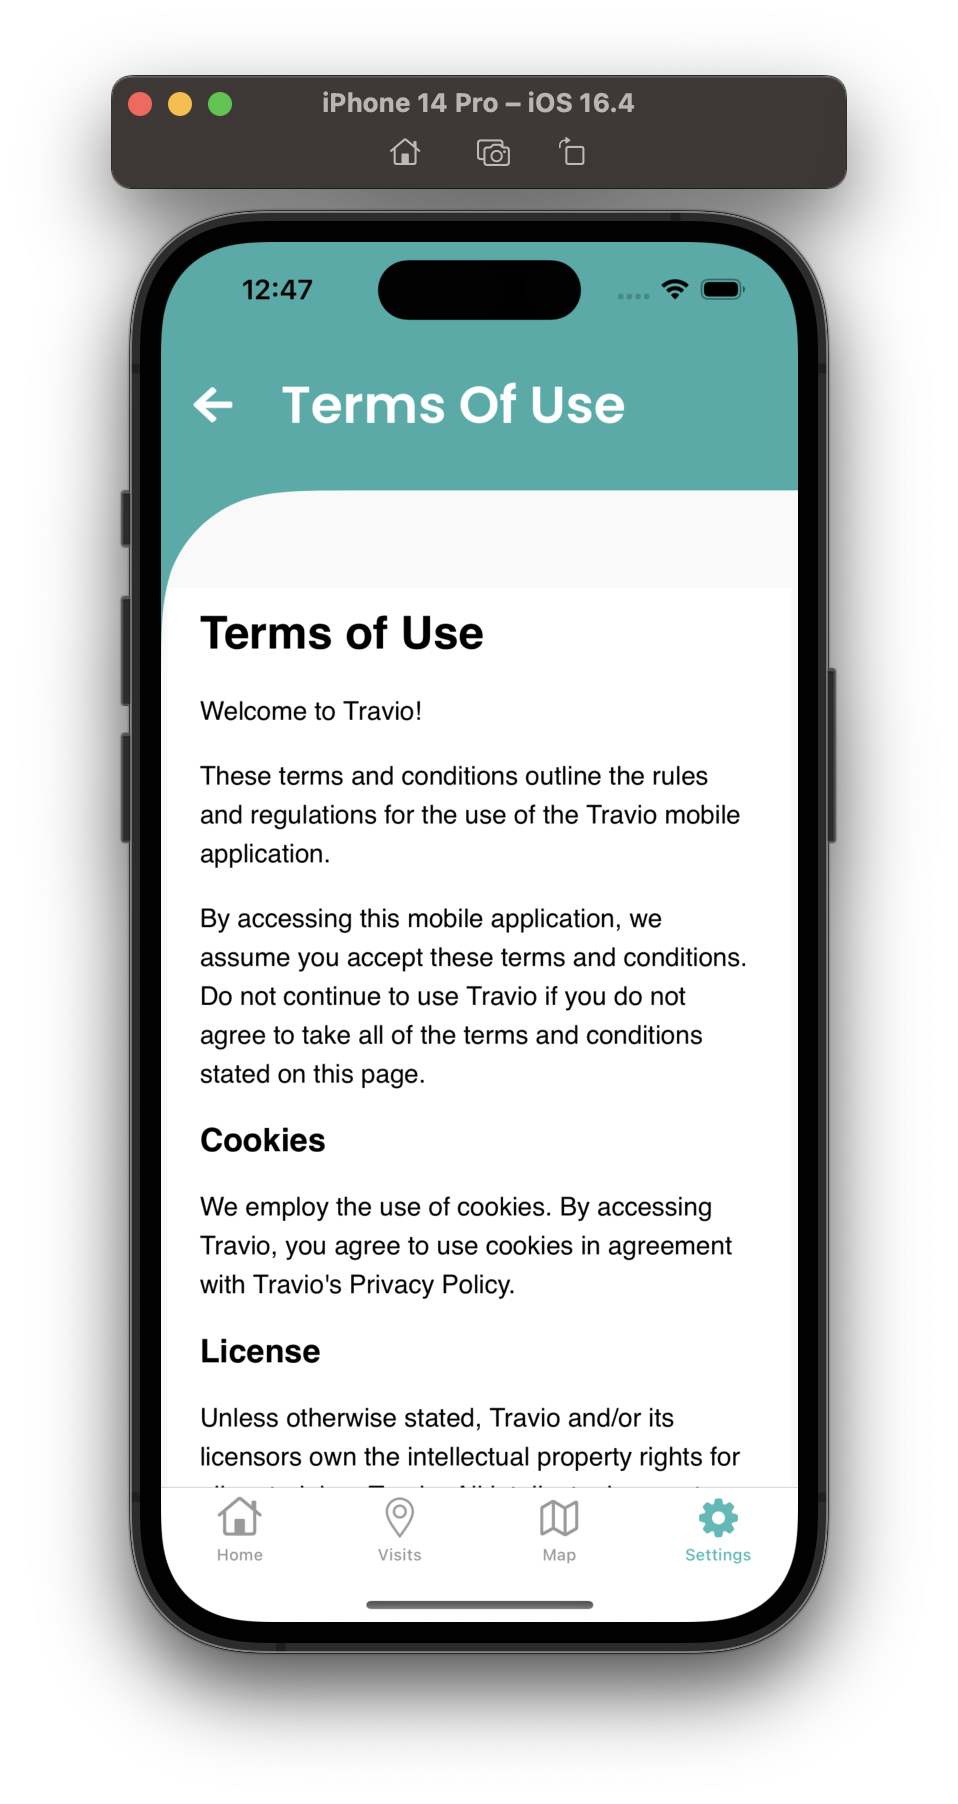 iPhone 14 Pro – iOS 16.4
12:47
Terms Of Use
Terms of Use
Welcome to Travio!
These terms and conditions outline the rules
and regulations for the use of the Travio mobile
application.
By accessing this mobile application, we
assume you accept these terms and conditions.
Do not continue to use Travio if you do not
agree to take all of the terms and conditions
stated on this page.
Cookies
We employ the use of cookies. By accessing
Travio, you agree to use cookies in agreement
with Travio's Privacy Policy.
License
Unless otherwise stated, Travio and/or its
licensors own the intellectual property rights for
Home
Visits
Map
Settings